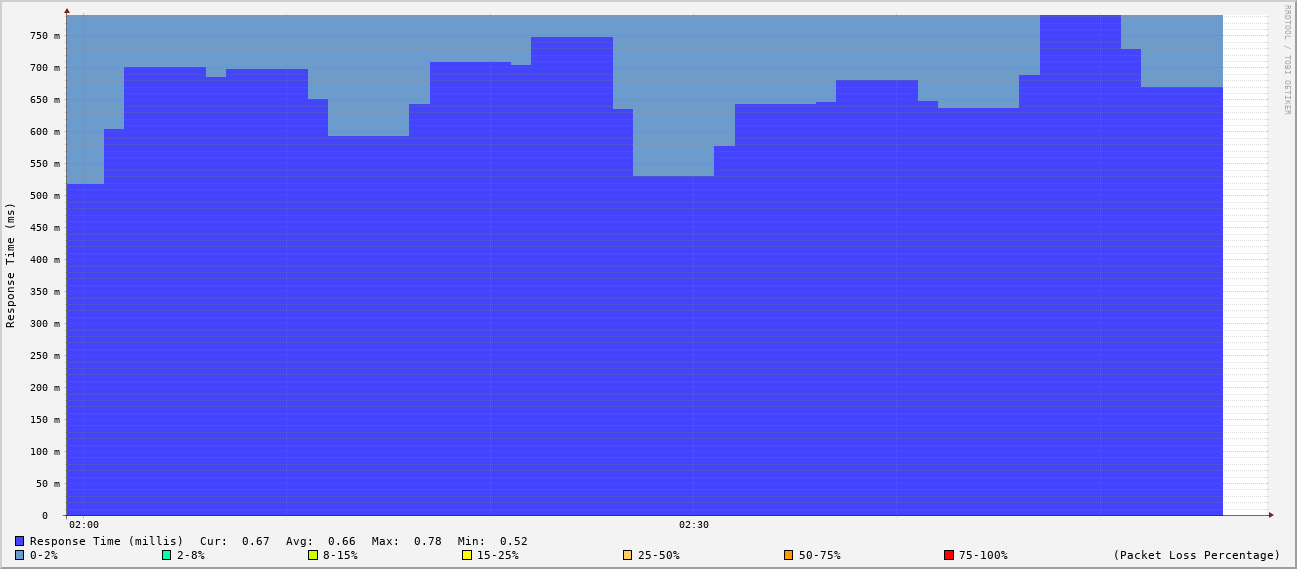 RRDTOOL / TOBI OETIKER
Response Time (ms)
750 m
700 m
650 m
600 m
550 m
500 m
450 m
400 m
350 m
300 m
250 m
200 m
150 m
100 m
50 m
0
02:00 02:30
Response Time (millis) Cur: 0.67 Avg: 0.66 Max: 0.78 Min: 0.52
0-2% 2-8% 8-15% 15-25% 25-50% 50-75% 75-100% (Packet Loss Percentage)